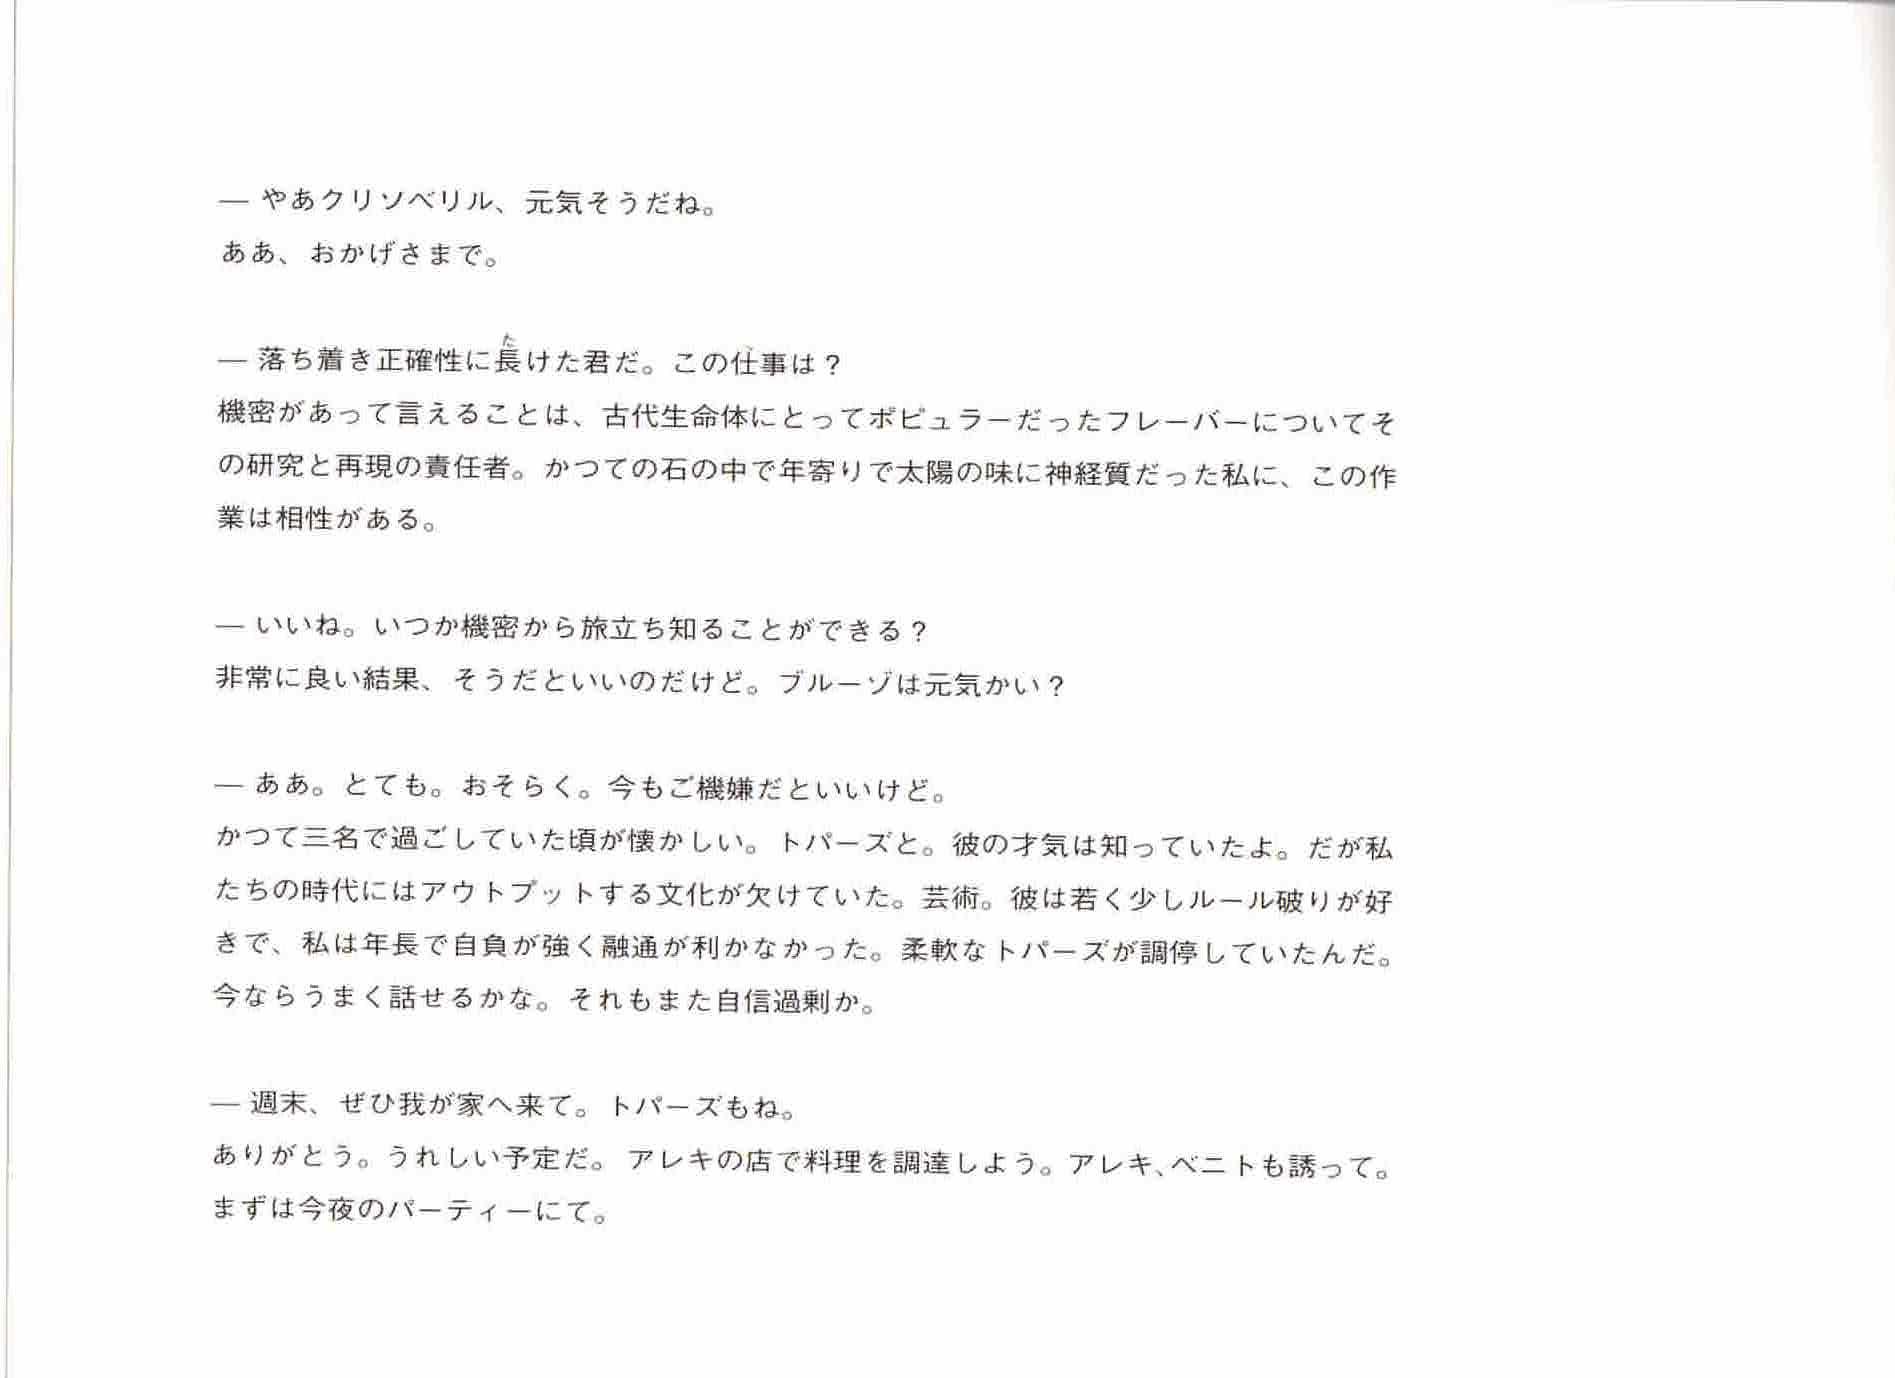 ― やあクリソベリル、元気そうだね。
ああ、おかげさまで。
― 落ち着き正確性に長けた君だ。この仕事は？
機密があって言えることは、古代生命体にとってポピュラーだったフレーバーについてそ
の研究と再現の責任者。かつての石の中で年寄りで太陽の味に神経質だった私に、この作
業は相性がある。
― いいね。いつか機密から旅立ち知ることができる？
非常に良い結果、そうだといいのだけど。ブルーゾは元気かい？
― ああ。とても。おそらく。今もご機嫌だといいけど。
かつて三名で過ごしていた頃が懐かしい。トパーズと。彼の才気は知っていたよ。だが私
たちの時代にはアウトプットする文化が欠けていた。芸術。彼は若く少しルール破りが好
きで、私は年長で自負が強く融通が利かなかった。柔軟なトパーズが調停していたんだ。
今ならうまく話せるかな。それもまた自信過剰か。
― 週末、ぜひ我が家へ来て。トパーズもね。
ありがとう。うれしい予定だ。 アレキの店で料理を調達しよう。アレキ、ベニトも誘って。
まずは今夜のパーティーにて。